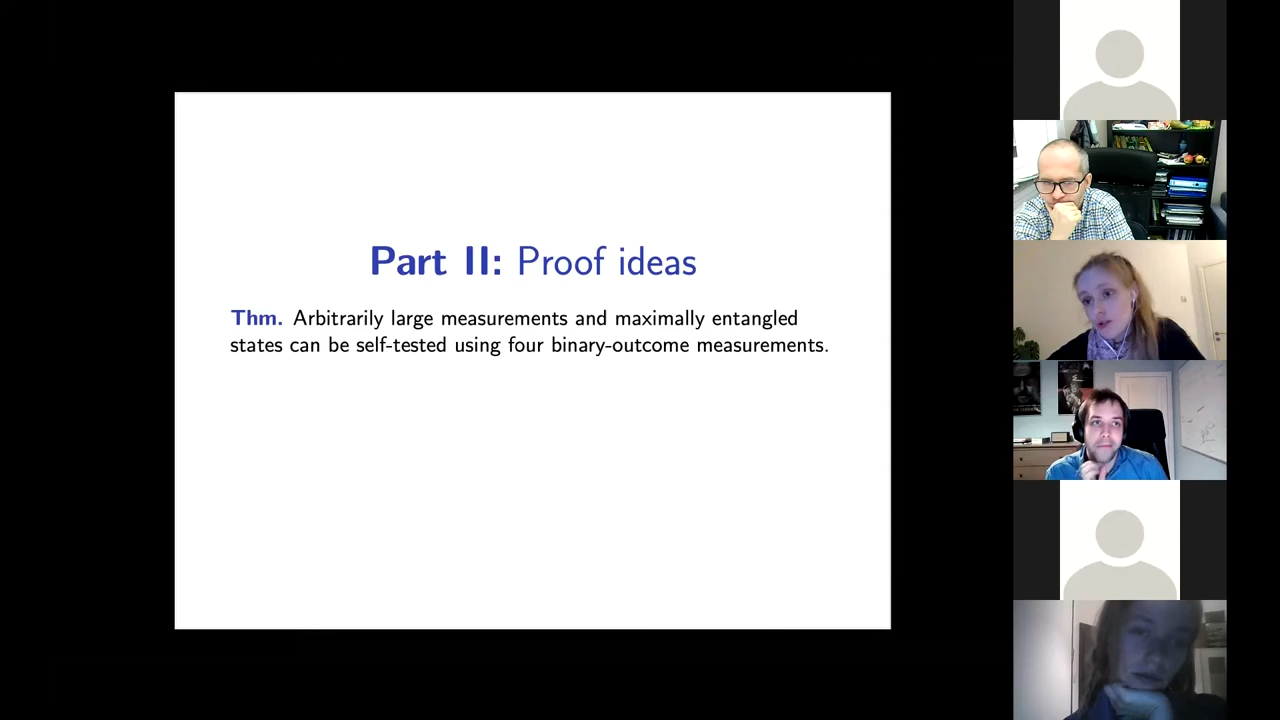 Part II: Proof ideas
Thm. Arbitrarily large measurements and maximally entangled
states can be self-tested using four binary-outcome measurements.